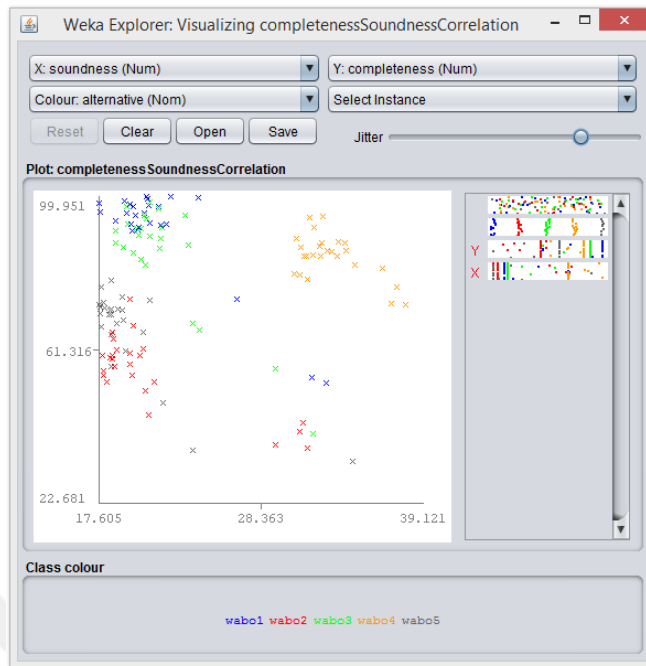 Weka Explorer: Visualizing completenessSoundnessCorrelation
X: soundness (Num) Y: completeness (Num)
Colour: alternative (Nom) Select Instance
Reset Clear Open Save Jitter
Plot: completenessSoundnessCorrelation
99.951
61.316
22.681
17.605 28.363 39.121
Y
X
Class colour
wabo1 wabo2 wabo3 wabo4 wabo5